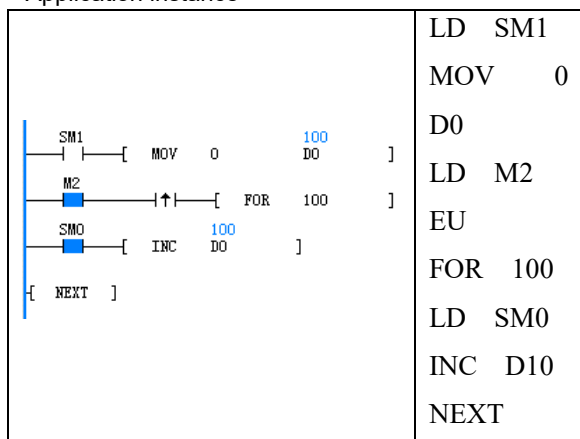 Application instance
SM1
100
[ MOV 0 D0 ]
M2
[ FOR 100 ]
SM0
100
[ INC D0 ]
[ NEXT ]
LD SM1
MOV 0
D0
LD M2
EU
FOR 100
LD SM0
INC D10
NEXT